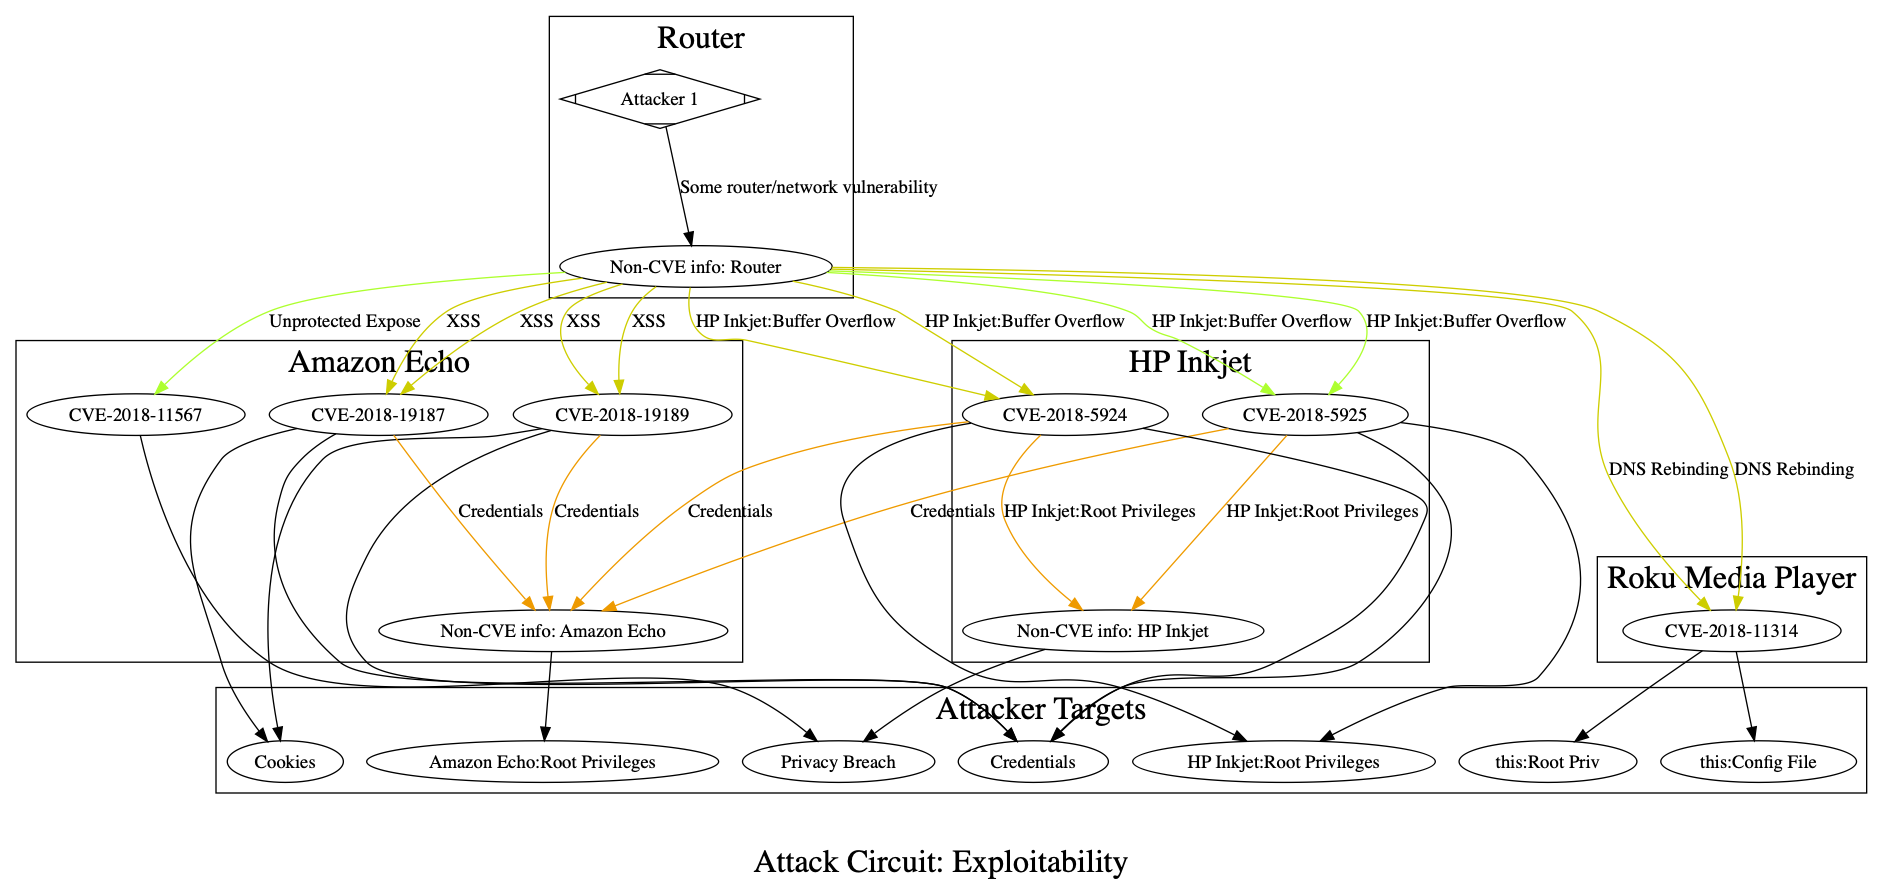 Router
Attacker 1
Some router/network vulnerability
Non-CVE info: Router
Unprotected Expose
XSS
XSS
XSS
XSS
HP Inkjet:Buffer Overflow
HP Inkjet:Buffer Overflow
HP Inkjet:Buffer Overflow
HP Inkjet:Buffer Overflow
Amazon Echo
HP Inkjet
CVE-2018-11567
CVE-2018-19187
CVE-2018-19189
CVE-2018-5924
CVE-2018-5925
DNS Rebinding
DNS Rebinding
Credentials
Credentials
Credentials
Credentials
HP Inkjet:Root Privileges
HP Inkjet:Root Privileges
Roku Media Player
Non-CVE info: Amazon Echo
Non-CVE info: HP Inkjet
CVE-2018-11314
Attacker Targets
Cookies
Amazon Echo:Root Privileges
Privacy Breach
Credentials
HP Inkjet:Root Privileges
this:Root Priv
this:Config File
Attack Circuit: Exploitability